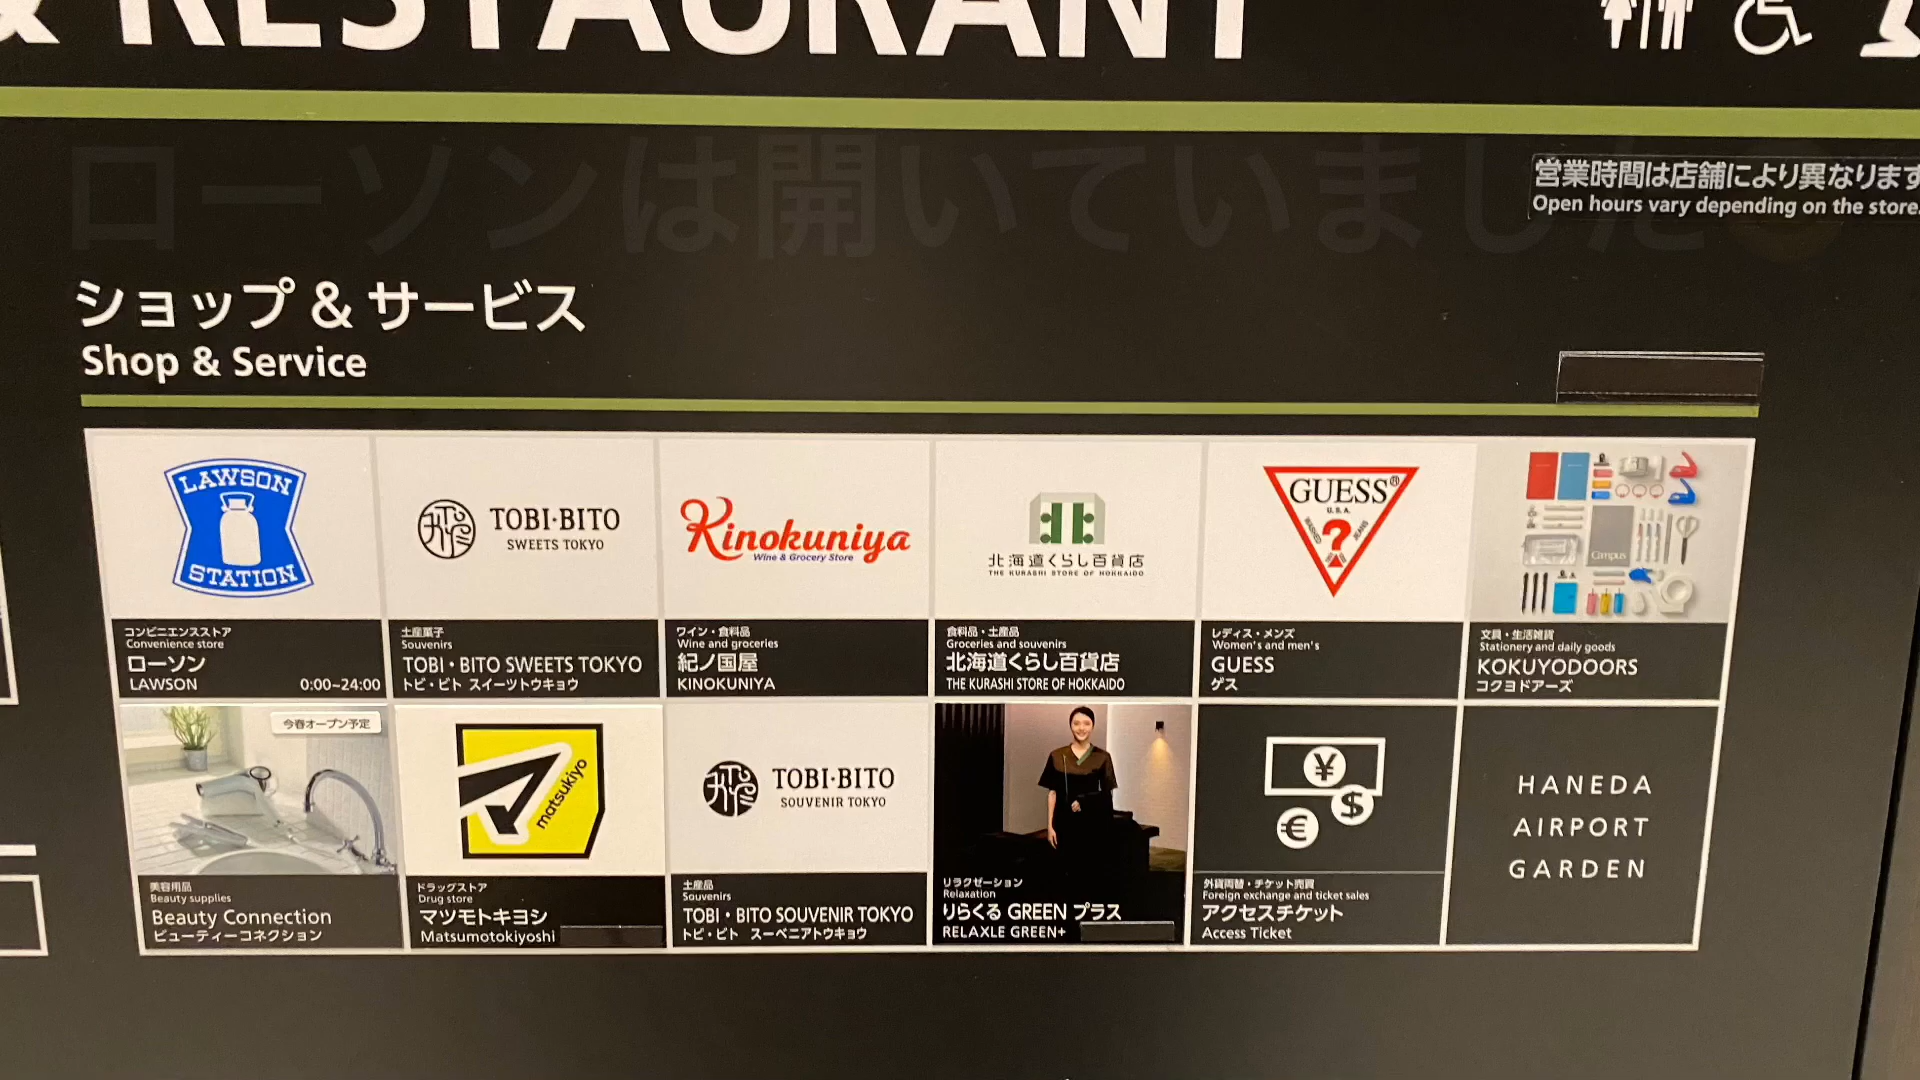 & RESTAURANT
ローソンは開いていました
営業時間は店舗により異なります
Open hours vary depending on the store.
ショップ & サービス
Shop & Service
LAWSON
STATION
TOBI·BITO
SWEETS TOKYO
Kinokuniya
Wine & Grocery Store
北海道くらし百貨店
THE KURASHI STORE OF HOKKAIDO
GUESS®
U.S.A.
WASHED
?
JEANS
Campus
コンビニエンスストア
Convenience store
ローソン
LAWSON 0:00~24:00
土産菓子
Souvenirs
TOBI・BITO SWEETS TOKYO
トビ・ビト スイーツトウキョウ
ワイン・食料品
Wine and groceries
紀ノ国屋
KINOKUNIYA
食料品・土産品
Groceries and souvenirs
北海道くらし百貨店
THE KURASHI STORE OF HOKKAIDO
レディス・メンズ
Women's and men's
GUESS
ゲス
文具・生活雑貨
Stationery and daily goods
KOKUYODOORS
コクヨドアーズ
今春オープン予定
美容用品
Beauty supplies
Beauty Connection
ビューティーコネクション
matsukiyo
ドラッグストア
Drug store
マツモトキヨシ
Matsumotokiyoshi
TOBI·BITO
SOUVENIR TOKYO
土産品
Souvenirs
TOBI・BITO SOUVENIR TOKYO
トビ・ビト スーベニアトウキョウ
リラクゼーション
Relaxation
りらくる GREEN プラス
RELAXLE GREEN+
¥
$
€
外貨両替・チケット売買
Foreign exchange and ticket sales
アクセスチケット
Access Ticket
HANEDA
AIRPORT
GARDEN